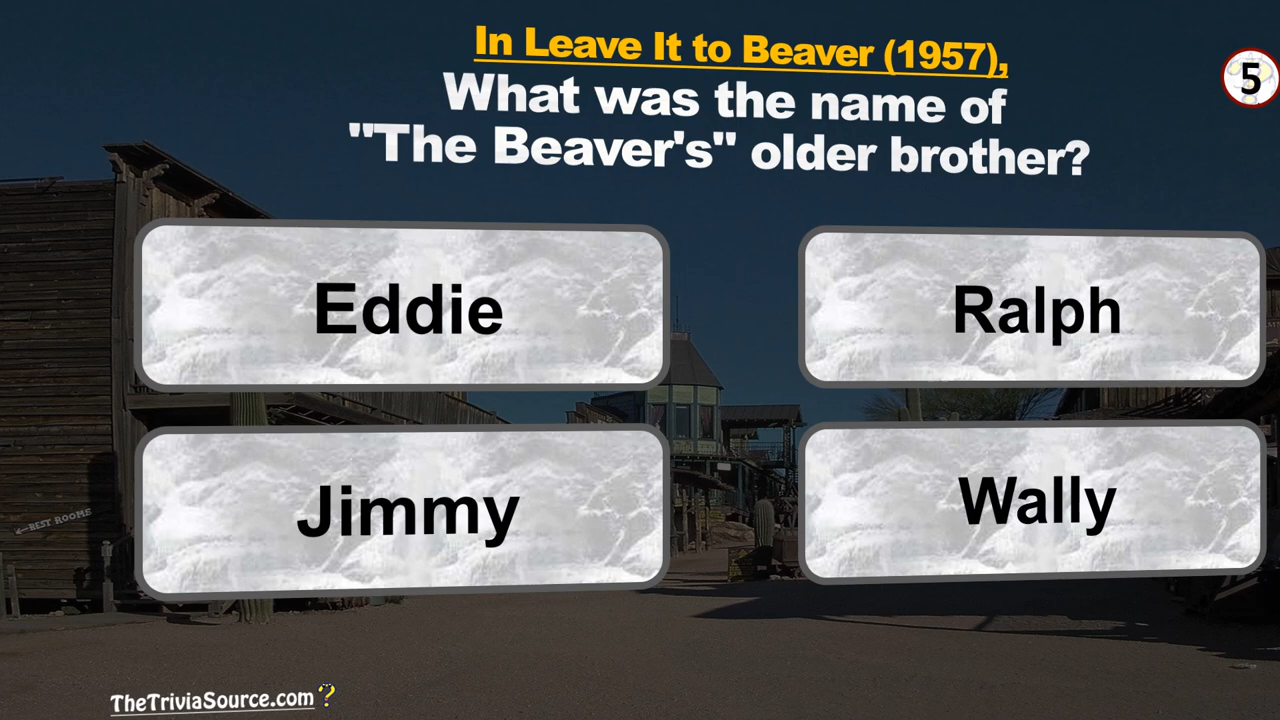 In Leave It to Beaver (1957),
What was the name of
"The Beaver's" older brother?
5
Eddie
Ralph
Jimmy
Wally
←BEST ROOMS
TheTriviaSource.com?